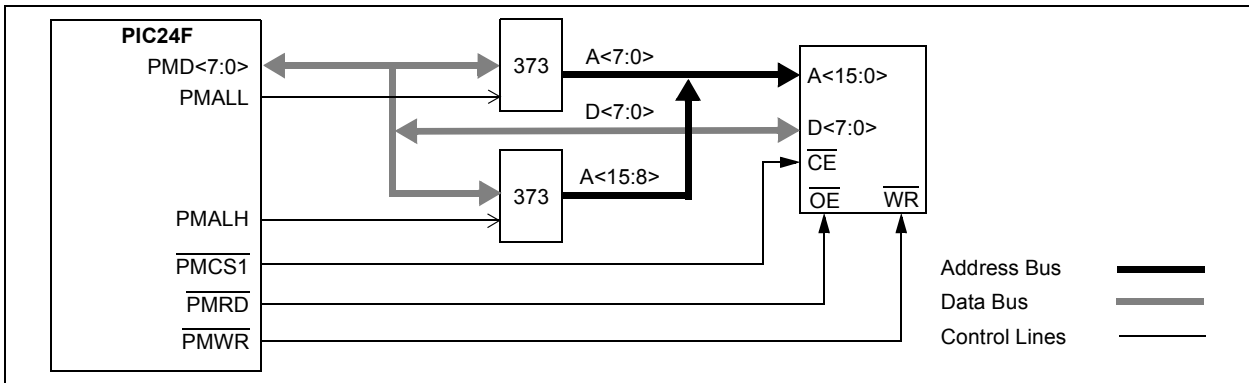 PIC24F
PMD<7:0>
PMALL
373
A<7:0>
A<15:0>
D<7:0>
D<7:0>
CE
373
A<15:8>
OE WR
PMALH
PMCS1
PMRD
PMWR
Address Bus
Data Bus
Control Lines